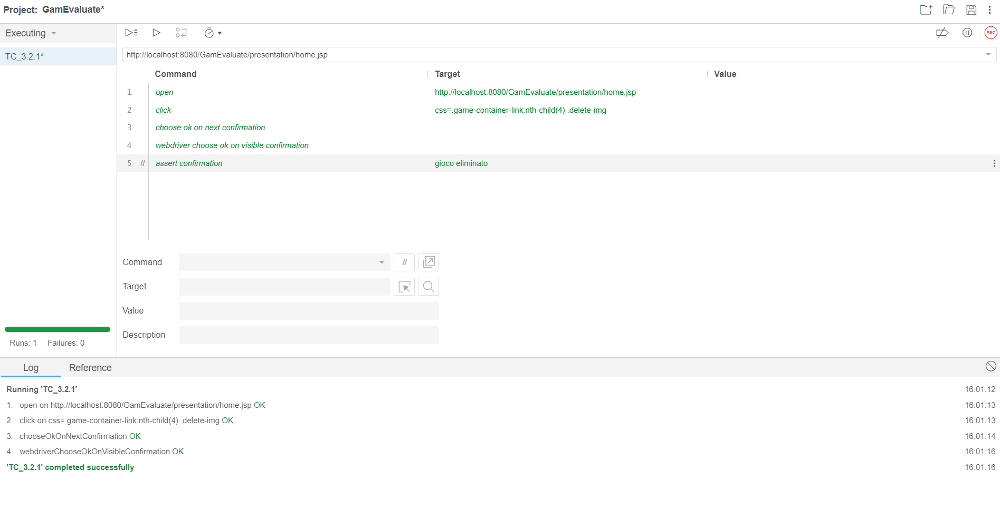 Project: GamEvaluate*
Executing
TC_3.2.1*
REC
http://localhost:8080/GamEvaluate/presentation/home.jsp
Command Target Value
1 open http://localhost:8080/GamEvaluate/presentation/home.jsp
2 click css=.game-container-link:nth-child(4) .delete-img
3 choose ok on next confirmation
4 webdriver choose ok on visible confirmation
5 // assert confirmation gioco eliminato
Command //
Target
Value
Description
Runs: 1 Failures: 0
Log Reference
Running 'TC_3.2.1' 16:01:12
1. open on http://localhost:8080/GamEvaluate/presentation/home.jsp OK 16:01:13
2. click on css=.game-container-link:nth-child(4) .delete-img OK 16:01:13
3. chooseOkOnNextConfirmation OK 16:01:14
4. webdriverChooseOkOnVisibleConfirmation OK 16:01:16
'TC_3.2.1' completed successfully 16:01:16